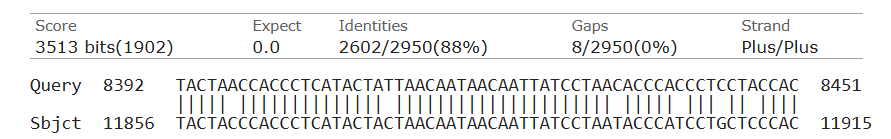 Score Expect Identities Gaps Strand
3513 bits(1902) 0.0 2602/2950(88%) 8/2950(0%) Plus/Plus
Query 8392 TACTAACCACCCTCATACTATTAACAATAACAATTATCCTAACACCCACCCTCCTACCAC 8451
||||| |||||||||||||| ||||||||||||||||||||| ||||| ||| || ||||
Sbjct 11856 TACTACCCACCCTCATACTACTAACAATAACAATTATCCTAATACCCATCCTGCTCCCAC 11915